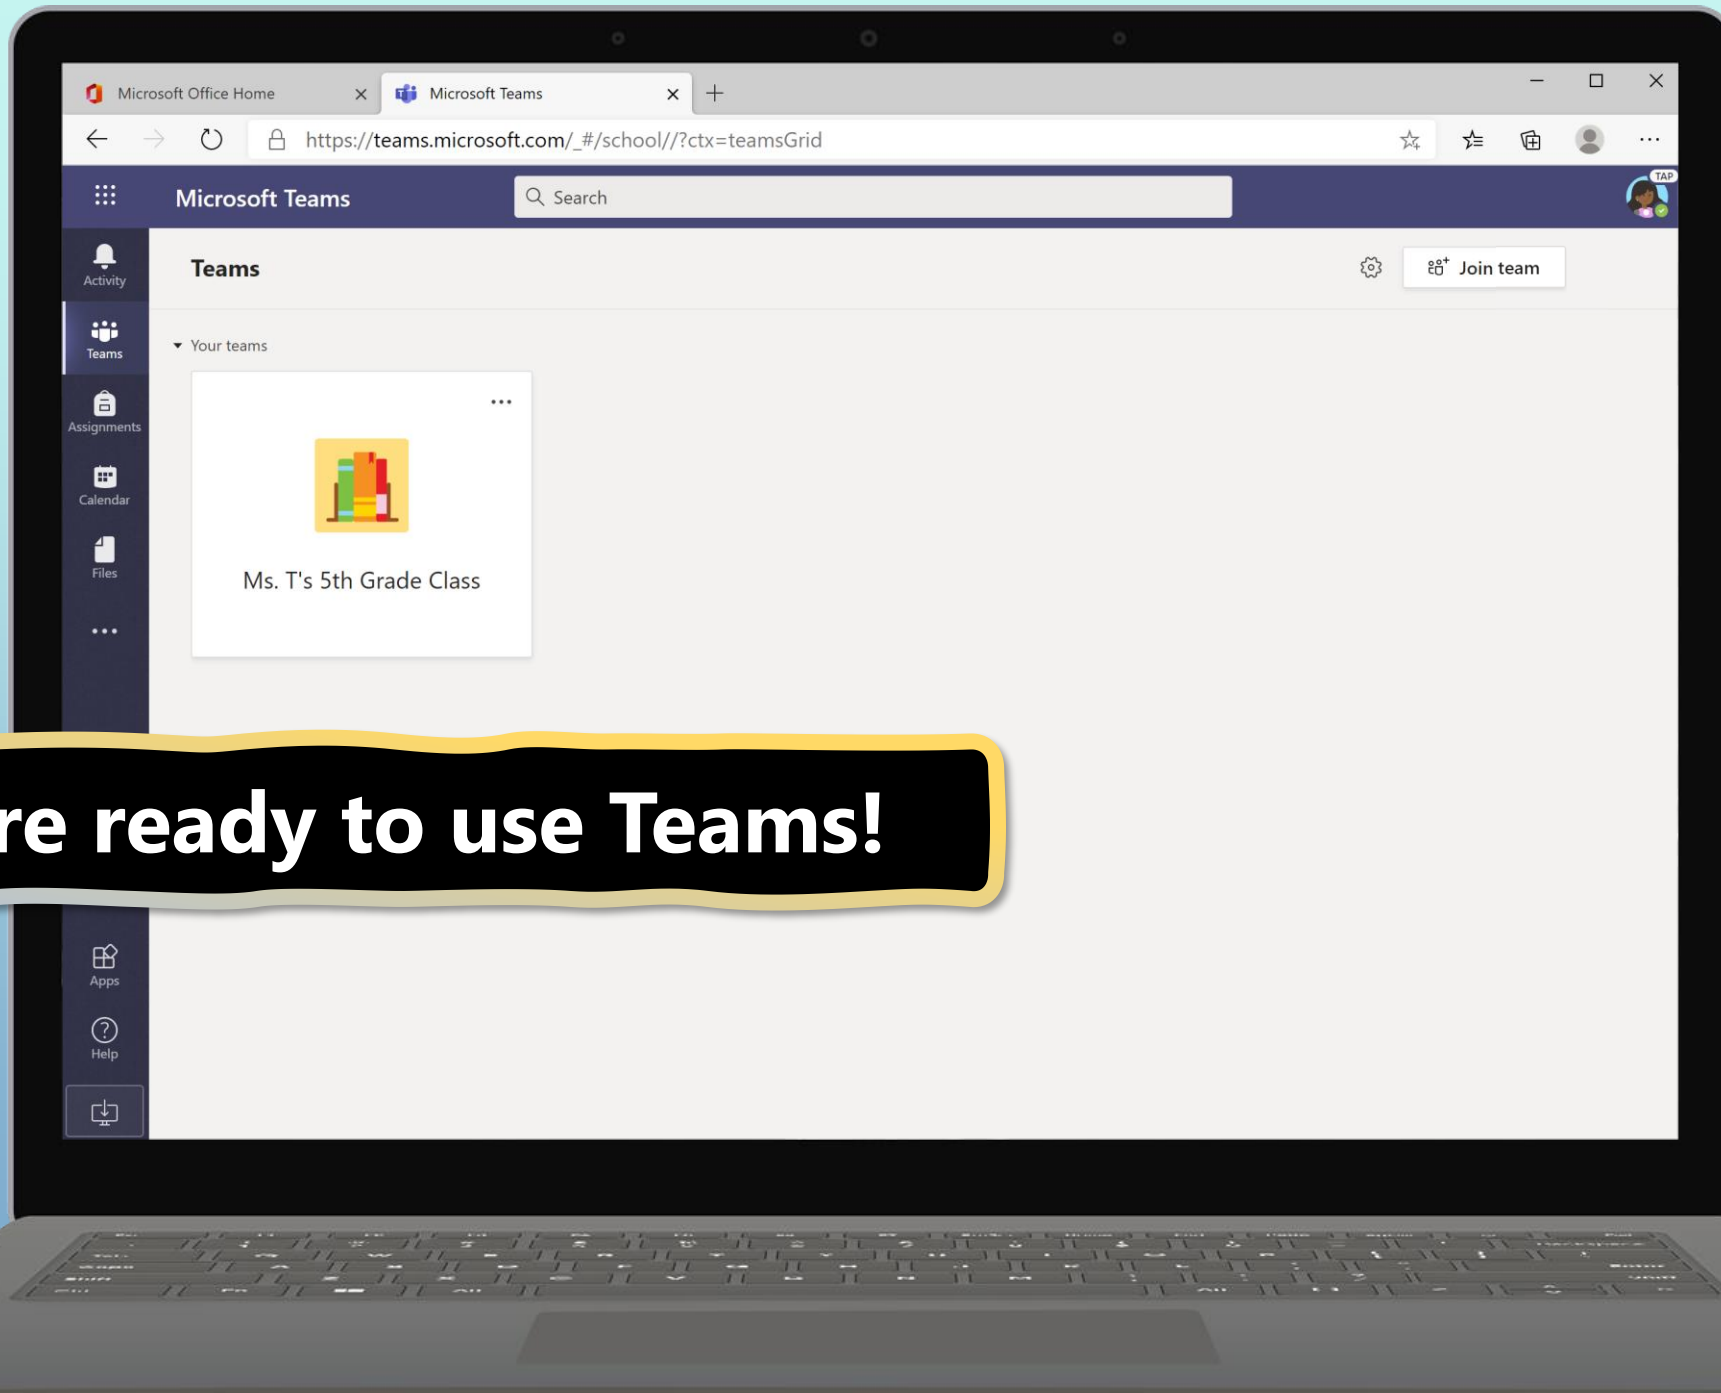 Microsoft Office Home
Microsoft Teams
https://teams.microsoft.com/_#/school//?ctx=teamsGrid
Microsoft Teams
Search
TAP
Activity
Teams
Join team
Teams
Your teams
Assignments
Calendar
Files
Ms. T's 5th Grade Class
re ready to use Teams!
Apps
Help